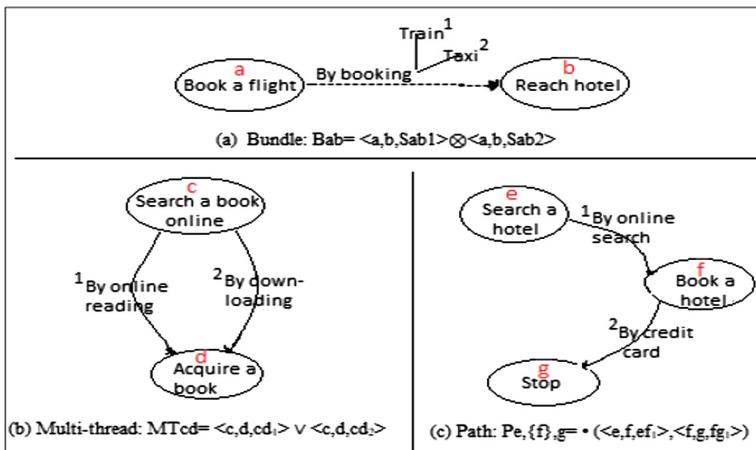 Train¹
Taxi²
a
Book a flight
By booking
b
Reach hotel
(a) Bundle: Bab= <a,b,Sab1>⊗<a,b,Sab2>
c
Search a book
online
¹By online
reading
²By down-
loading
d
Acquire a
book
(b) Multi-thread: MTcd= <c,d,cd₁> ∨ <c,d,cd₂>
e
Search a
hotel
¹By online
search
f
Book a
hotel
²By credit
card
g
Stop
(c) Path: Pe,{f},g= • (<e,f,ef₁>,<f,g,fg₁>)